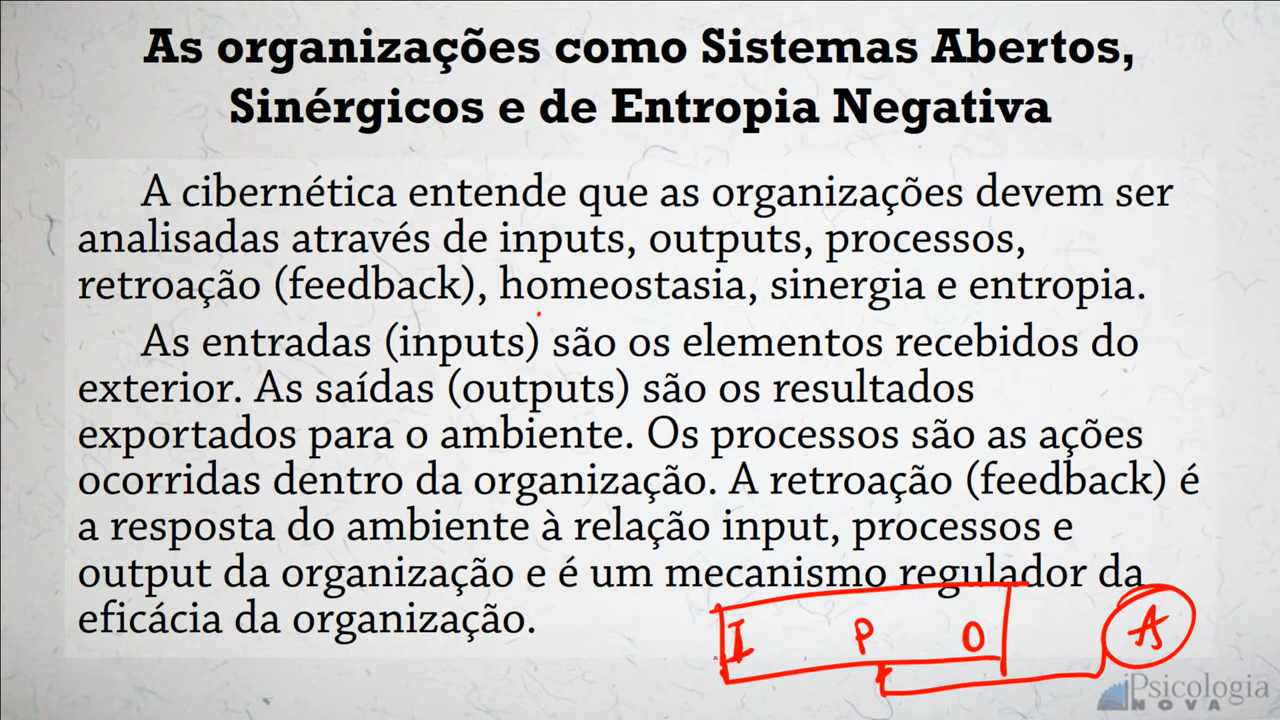 As organizações como Sistemas Abertos,
Sinérgicos e de Entropia Negativa
A cibernética entende que as organizações devem ser
analisadas através de inputs, outputs, processos,
retroação (feedback), homeostasia, sinergia e entropia.
As entradas (inputs) são os elementos recebidos do
exterior. As saídas (outputs) são os resultados
exportados para o ambiente. Os processos são as ações
ocorridas dentro da organização. A retroação (feedback) é
a resposta do ambiente à relação input, processos e
output da organização e é um mecanismo regulador da
eficácia da organização.
I P O A
Psicologia
NOVA